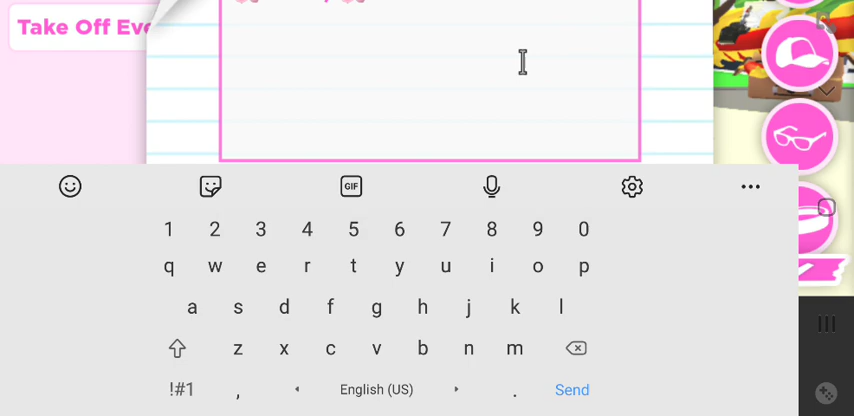 Take Off Eve
GIF
1 2 3 4 5 6 7 8 9 0
q w e r t y u i o p
a s d f g h j k l
z x c v b n m
!#1 , English (US) . Send